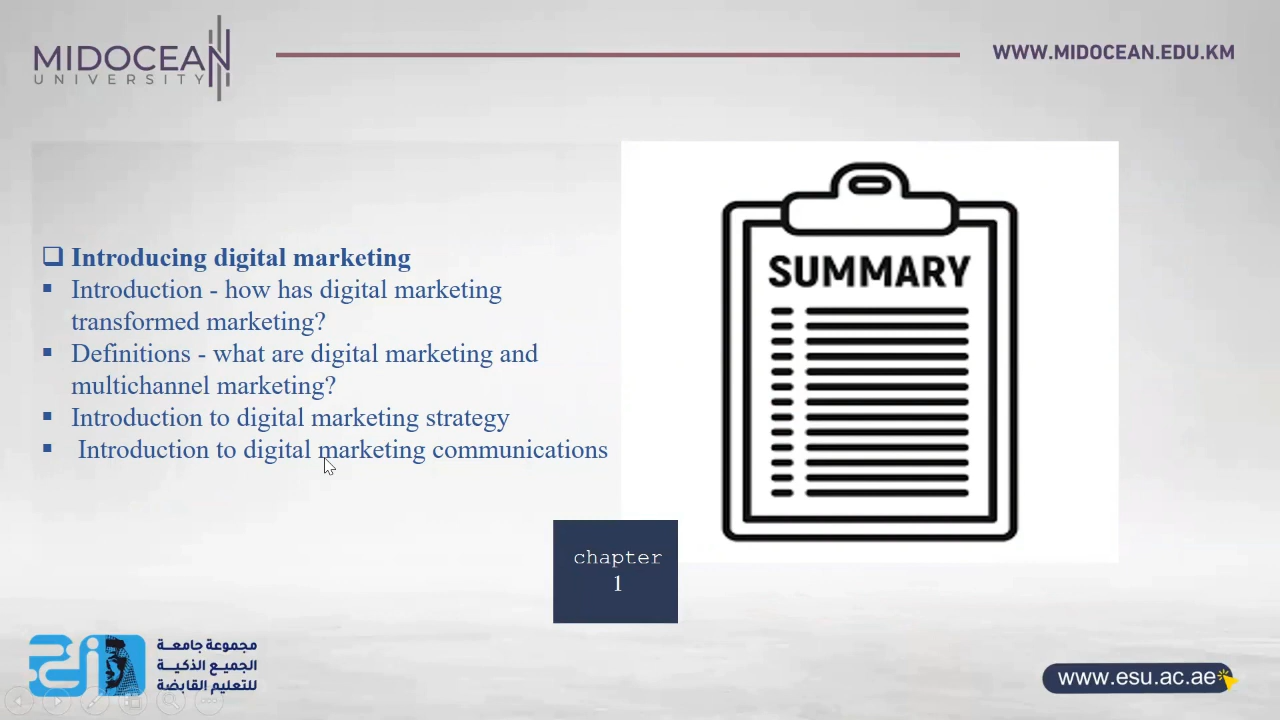 MIDOCEAN
UNIVERSITY
WWW.MIDOCEAN.EDU.KM
❑ Introducing digital marketing
▪ Introduction - how has digital marketing
transformed marketing?
▪ Definitions - what are digital marketing and
multichannel marketing?
▪ Introduction to digital marketing strategy
▪ Introduction to digital marketing communications
SUMMARY
chapter
1
مجموعة جامعة
الجميع الذكية
للتعليم القابضة
www.esu.ac.ae